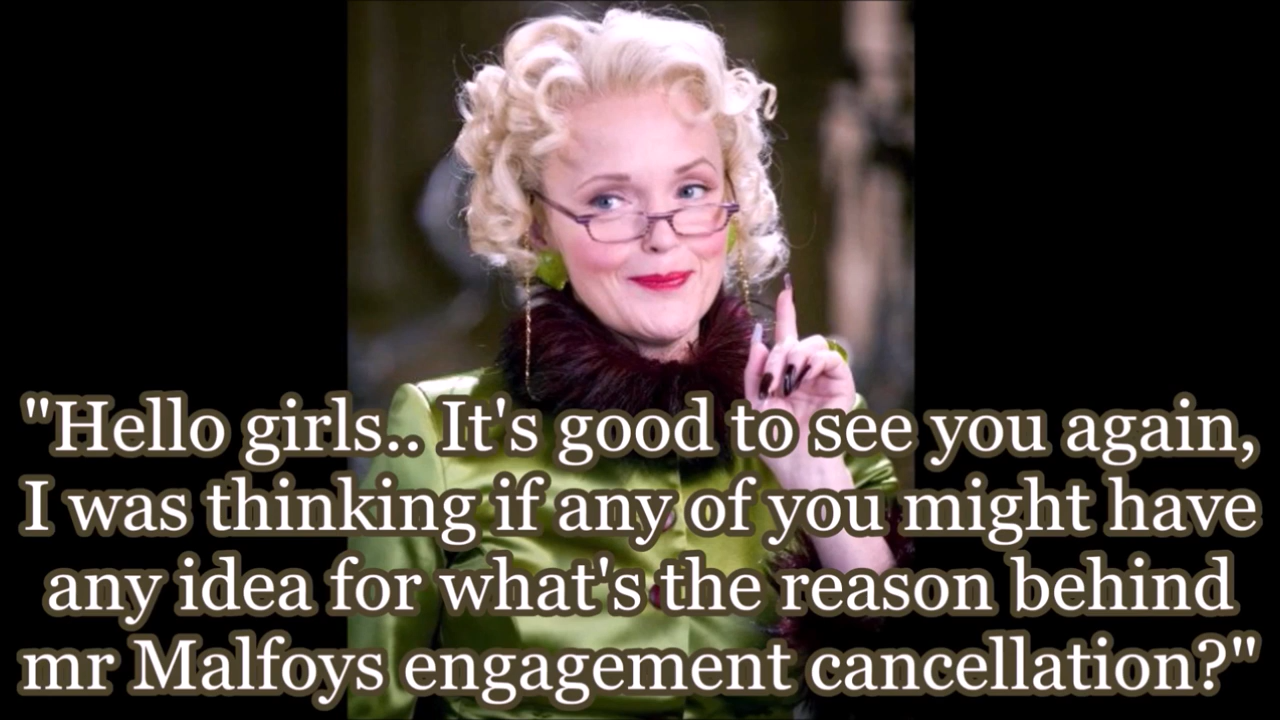 "Hello girls.. It's good to see you again,
I was thinking if any of you might have
any idea for what's the reason behind
mr Malfoys engagement cancellation?"